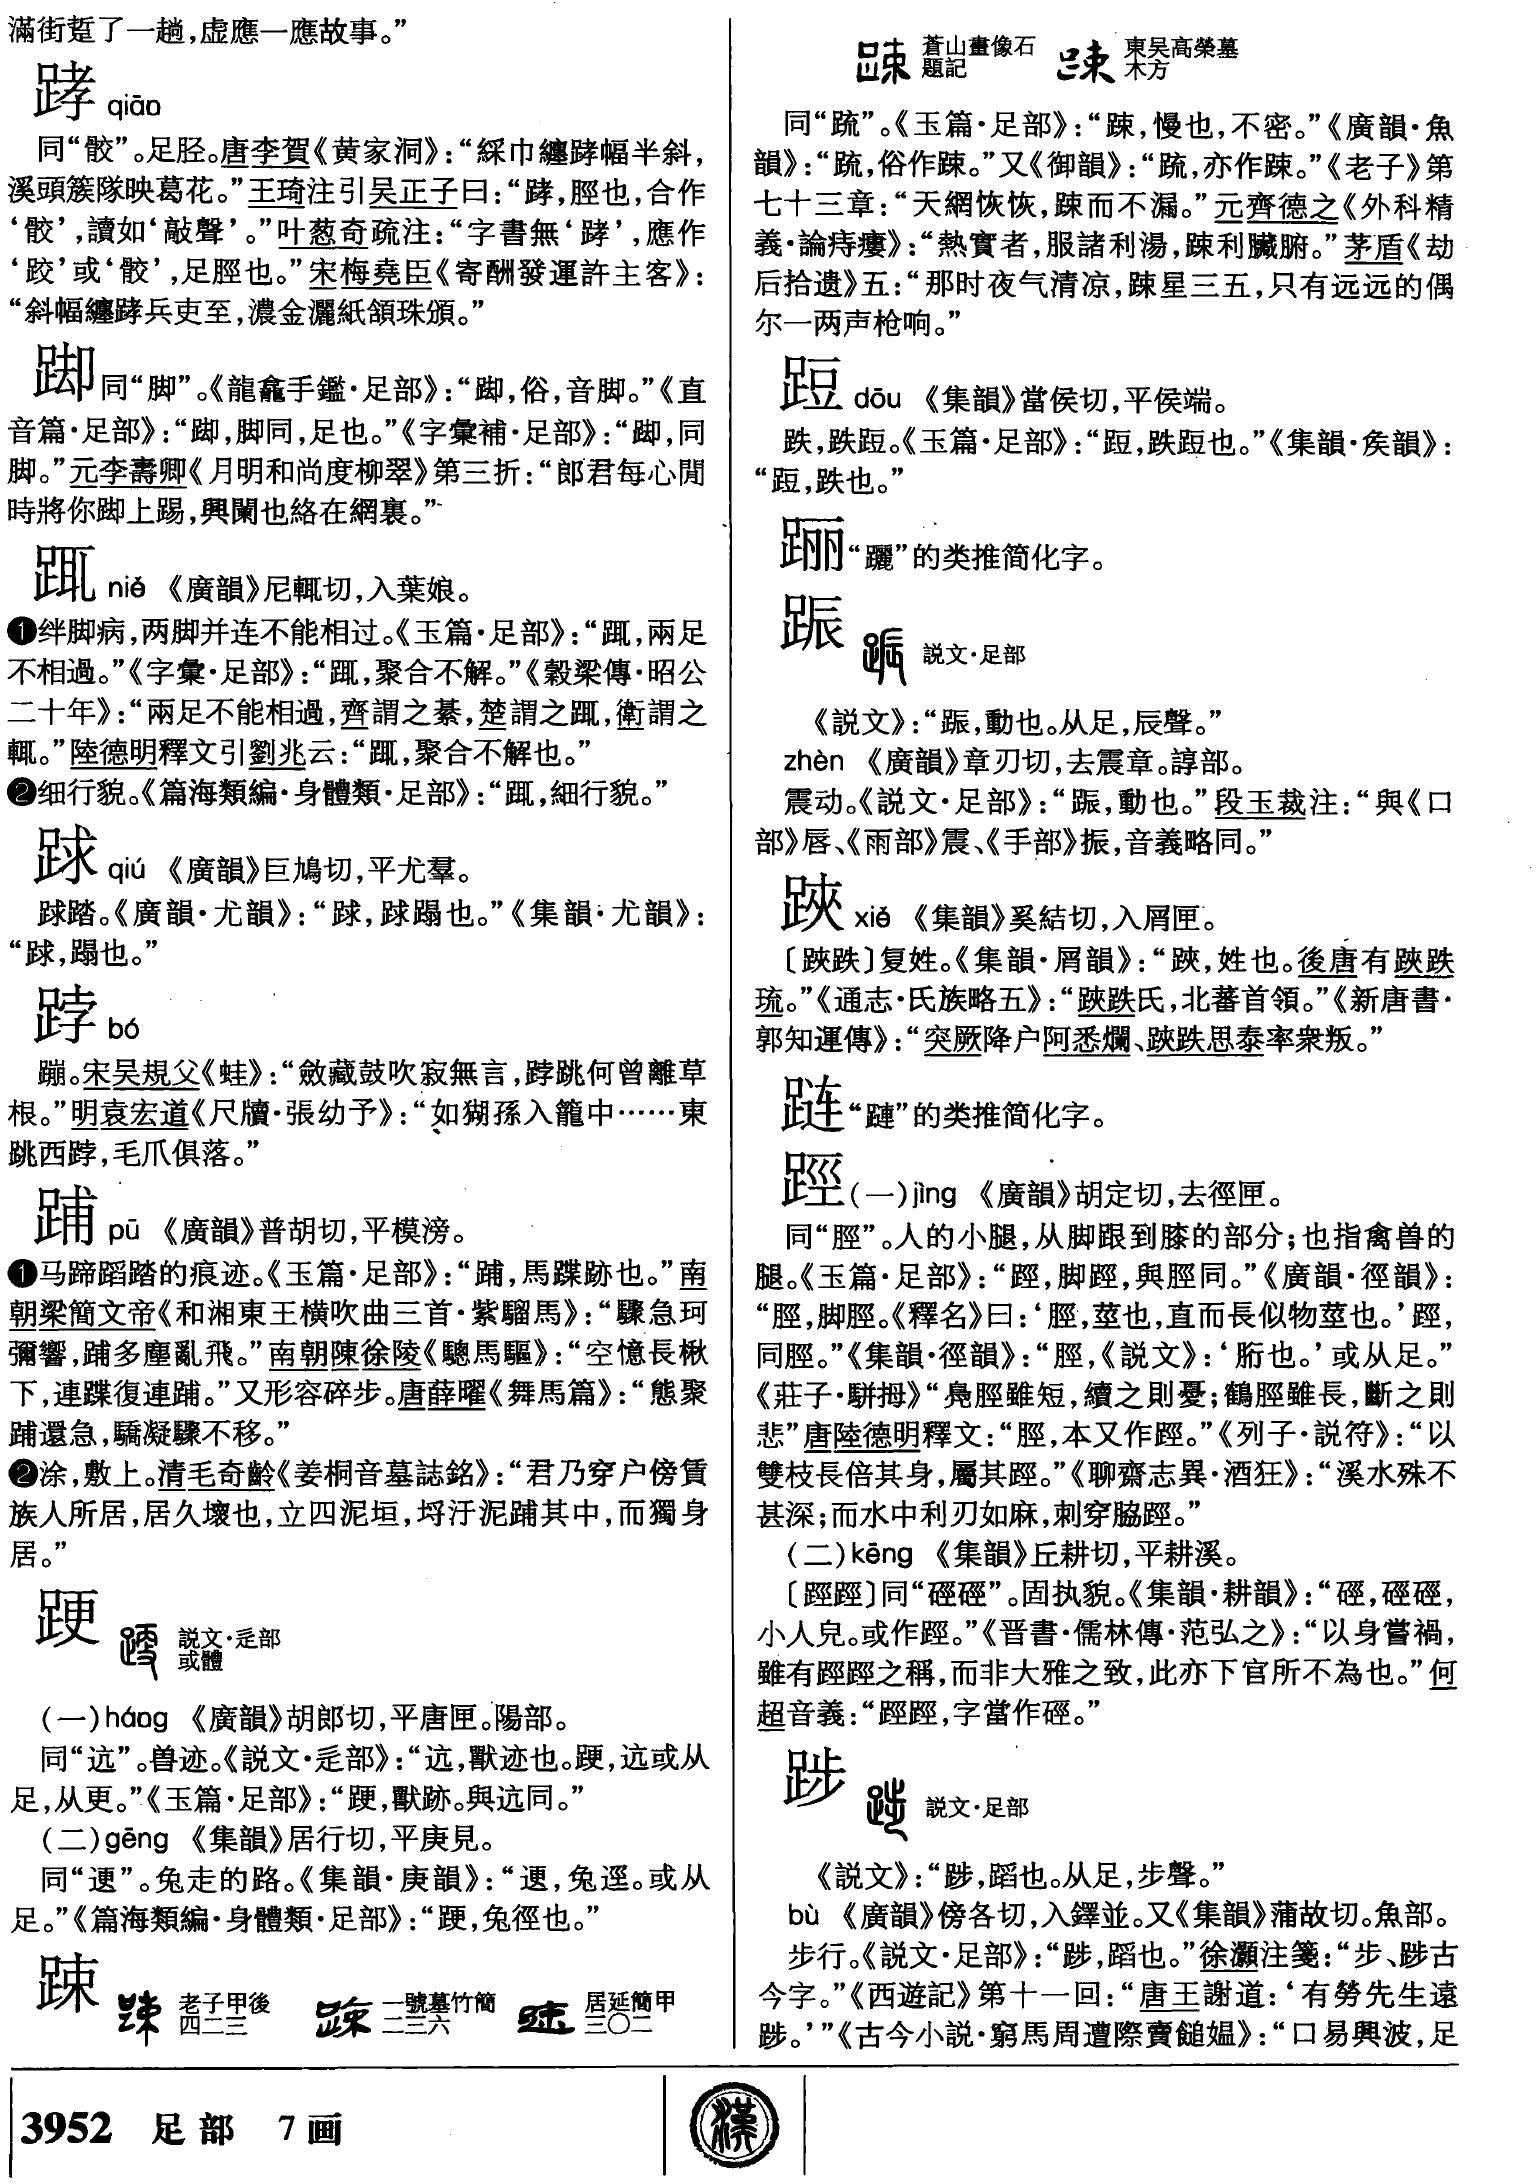 滿街踅了一趟,虚應一應故事。”
踍 qiāo
同“骹”。足胫。唐李賀《黄家洞》:“綵巾纏踍幅半斜,
溪頭簇隊映葛花。”王琦注引吴正子曰:“踍,脛也,合作
‘骹’,讀如‘敲聲’。”叶葱奇疏注:“字書無‘踍’,應作
‘跤’或‘骹’,足脛也。”宋梅堯臣《寄酬發運許主客》:
“斜幅纏踍兵吏至,濃金灑紙頷珠頒。”
踋 同“脚”。《龍龕手鑑·足部》:“踋,俗,音脚。”《直
音篇·足部》:“踋,脚同,足也。”《字彙補·足部》:“踋,同
脚。”元李壽卿《月明和尚度柳翠》第三折:“郎君每心閒
時將你踋上踢,興闌也絡在網裏。”
踂 niè 《廣韻》尼輒切,入葉娘。
❶绊脚病,两脚并连不能相过。《玉篇·足部》:“踂,兩足
不相過。”《字彙·足部》:“踂,聚合不解。”《穀梁傳·昭公
二十年》:“兩足不能相過,齊謂之綦,楚謂之踂,衛謂之
輒。”陸德明釋文引劉兆云:“踂,聚合不解也。”
❷细行貌。《篇海類編·身體類·足部》:“踂,細行貌。”
䟵 qiú 《廣韻》巨鳩切,平尤羣。
䟵踏。《廣韻·尤韻》:“䟵,䟵蹋也。”《集韻·尤韻》:
“䟵,蹋也。”
踄 bó
蹦。宋吴規父《蛙》:“斂藏鼓吹寂無言,踄跳何曾離草
根。”明袁宏道《尺牘·張幼予》:“如猢孫入籠中……東
跳西踄,毛爪俱落。”
踊 pū 《廣韻》普胡切,平模滂。
❶马蹄蹈踏的痕迹。《玉篇·足部》:“䠙,馬蹀跡也。”南
朝梁簡文帝《和湘東王横吹曲三首·紫騮馬》:“驟急珂
彌響,䠙多塵亂飛。”南朝陳徐陵《驄馬驅》:“空憶長楸
下,連蹀復連䠙。”又形容碎步。唐薛曜《舞馬篇》:“態聚
䠙還急,驕凝驟不移。”
❷涂,敷上。清毛奇齡《姜桐音墓誌銘》:“君乃穿户傍賃
族人所居,居久壞也,立四泥垣,埒汙泥䠙其中,而獨身
居。”
䟼 説文·辵部
或體
(一)háng 《廣韻》胡郎切,平唐匣。陽部。
同“迒”。兽迹。《説文·辵部》:“迒,獸迹也。䟼,迒或从
足,从更。”《玉篇·足部》:“䟼,獸跡。與迒同。”
(二)gēng 《集韻》居行切,平庚見。
同“㪅”。兔走的路。《集韻·庚韻》:“㪅,兔逕。或从
足。”《篇海類編·身體類·足部》:“䟼,兔徑也。”
踈 老子甲後 一號墓竹簡 居延簡甲
四二三 二三六 三〇二
蒼山畫像石 東吴高榮墓
題記 木方
同“疏”。《玉篇·足部》:“踈,慢也,不密。”《廣韻·魚
韻》:“疏,俗作踈。”又《御韻》:“疏,亦作踈。”《老子》第
七十三章:“天網恢恢,踈而不漏。”元齊德之《外科精
義·論痔瘻》:“熱實者,服諸利湯,踈利臟腑。”茅盾《劫
后拾遗》五:“那时夜气清凉,踈星三五,只有远远的偶
尔一两声枪响。”
䟻 dōu 《集韻》當侯切,平侯端。
跌,跌䟻。《玉篇·足部》:“䟻,跌䟻也。”《集韻·矦韻》:
“䟻,跌也。”
𫏋 “躧”的类推简化字。
踬 説文·足部
《説文》:“䟴,動也。从足,辰聲。”
zhèn 《廣韻》章刃切,去震章。諄部。
震动。《説文·足部》:“䟴,動也。”段玉裁注:“與《口
部》唇、《雨部》震、《手部》振,音義略同。”
䟶 xié 《集韻》奚結切,入屑匣。
〔䟶跌〕复姓。《集韻·屑韻》:“䟶,姓也。後唐有䟶跌
琉。”《通志·氏族略五》:“䟶跌氏,北蕃首領。”《新唐書·
郭知運傳》:“突厥降户阿悉爛、䟶跌思泰率衆叛。”
𫏐 “蹥”的类推简化字。
踁 (一)jìng 《廣韻》胡定切,去徑匣。
同“脛”。人的小腿,从脚跟到膝的部分;也指禽兽的
腿。《玉篇·足部》:“踁,脚踁,與脛同。”《廣韻·徑韻》:
“脛,脚脛。《釋名》曰:‘脛,莖也,直而長似物莖也。’踁,
同脛。”《集韻·徑韻》:“脛,《説文》:‘胻也。’或从足。”
《莊子·駢拇》“鳧脛雖短,續之則憂;鶴脛雖長,斷之則
悲”唐陸德明釋文:“脛,本又作踁。”《列子·説符》:“以
雙枝長倍其身,屬其踁。”《聊齋志異·酒狂》:“溪水殊不
甚深;而水中利刃如麻,刺穿脇踁。”
(二)kēng 《集韻》丘耕切,平耕溪。
〔踁踁〕同“硜硜”。固执貌。《集韻·耕韻》:“硜,硜硜,
小人皃。或作踁。”《晋書·儒林傳·范弘之》:“以身嘗禍,
雖有踁踁之稱,而非大雅之致,此亦下官所不為也。”何
超音義:“踁踁,字當作硜。”
踄 説文·足部
《説文》:“踄,蹈也。从足,步聲。”
bù 《廣韻》傍各切,入鐸並。又《集韻》蒲故切。魚部。
步行。《説文·足部》:“踄,蹈也。”徐灝注箋:“步、踄古
今字。”《西遊記》第十一回:“唐王謝道:‘有勞先生遠
踄。’”《古今小説·窮馬周遭際賣䭔媪》:“口易興波,足
3952 足部 7画
漢